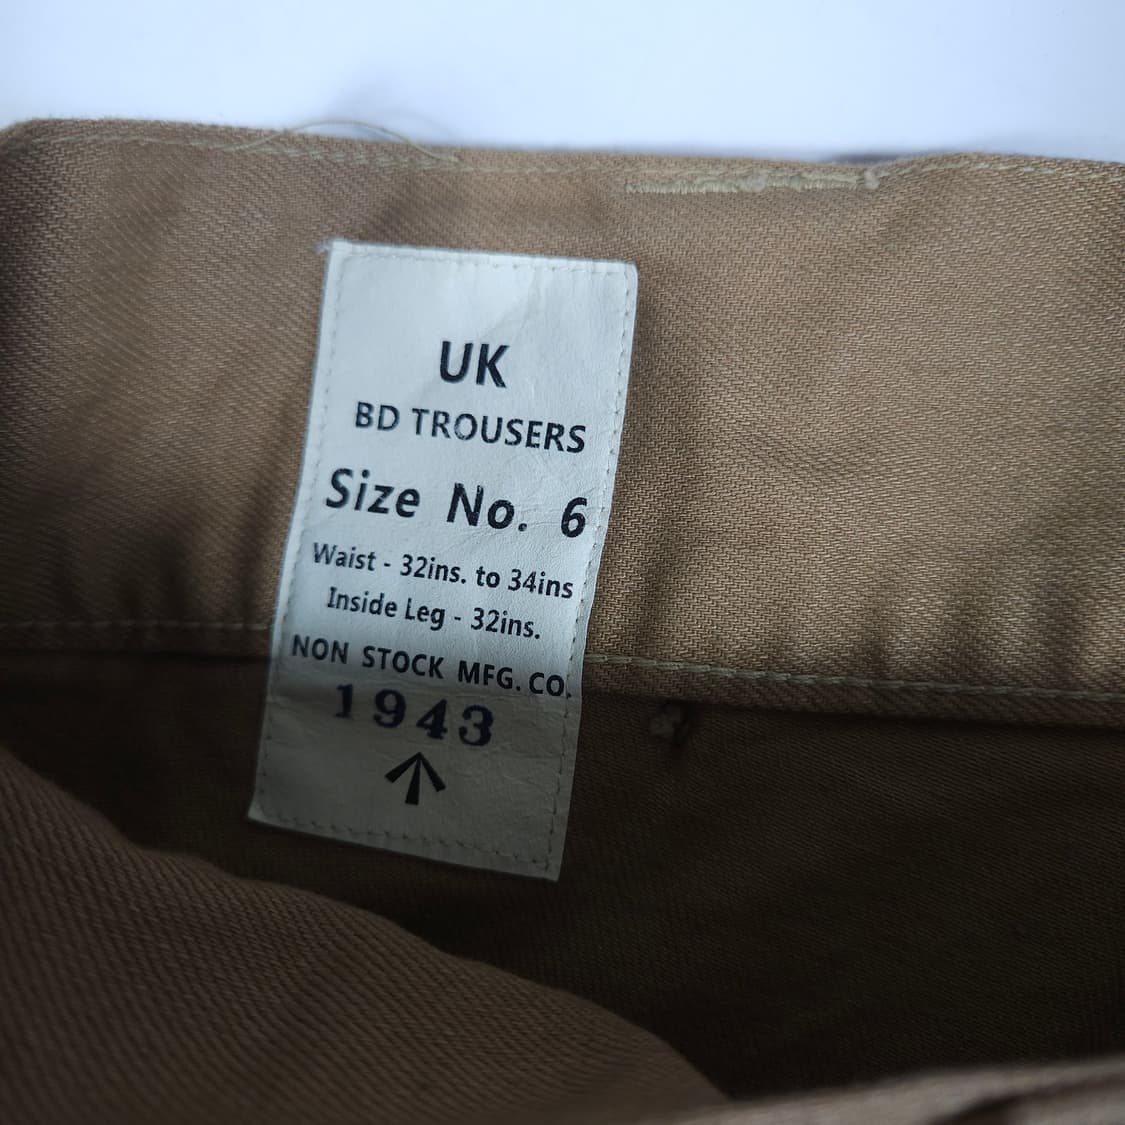 UK
BD TROUSERS
Size No. 6
Waist - 32ins. to 34ins
Inside Leg - 32ins.
NON STOCK MFG. CO.
1943